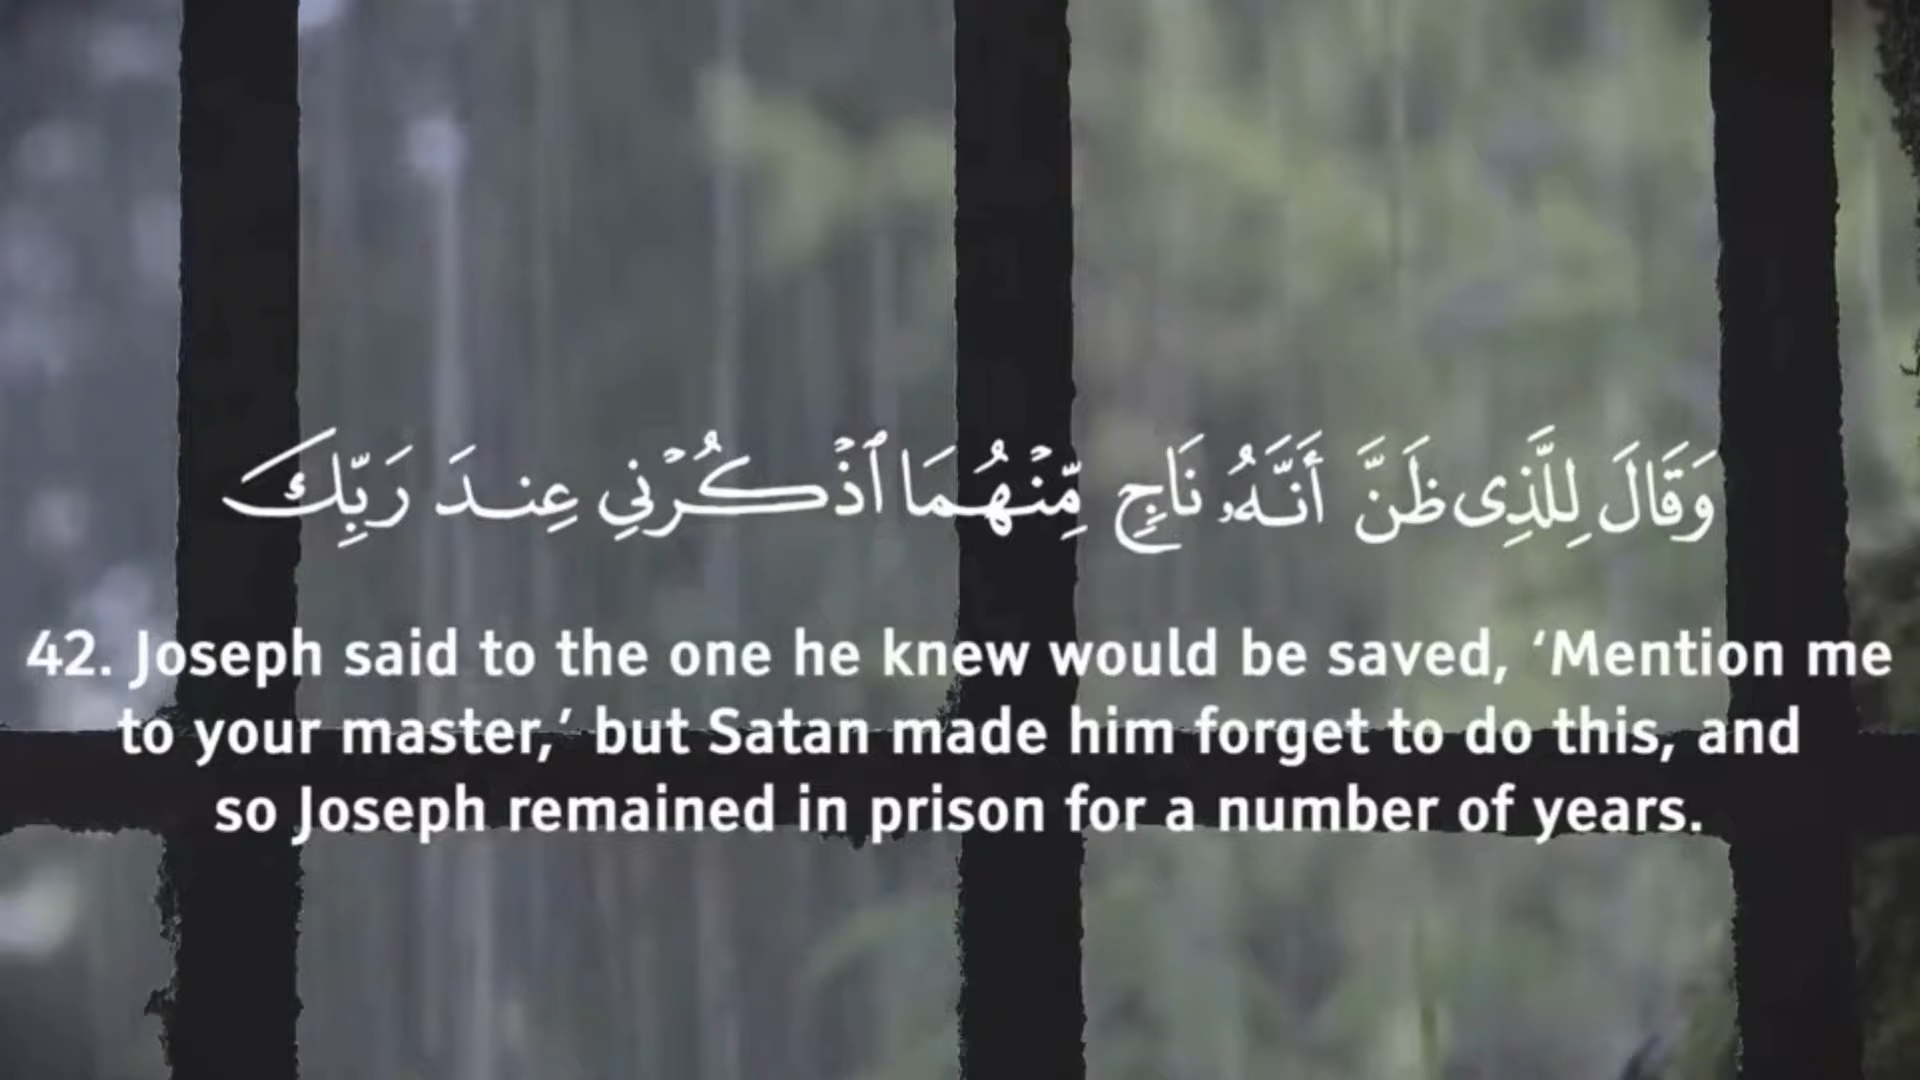 وَقَالَ لِلَّذِى ظَنَّ أَنَّهُۥ نَاجٍ مِّنْهُمَا ٱذْكُرْنِي عِندَ رَبِّكَ
42. Joseph said to the one he knew would be saved, ‘Mention me
to your master,’ but Satan made him forget to do this, and
so Joseph remained in prison for a number of years.